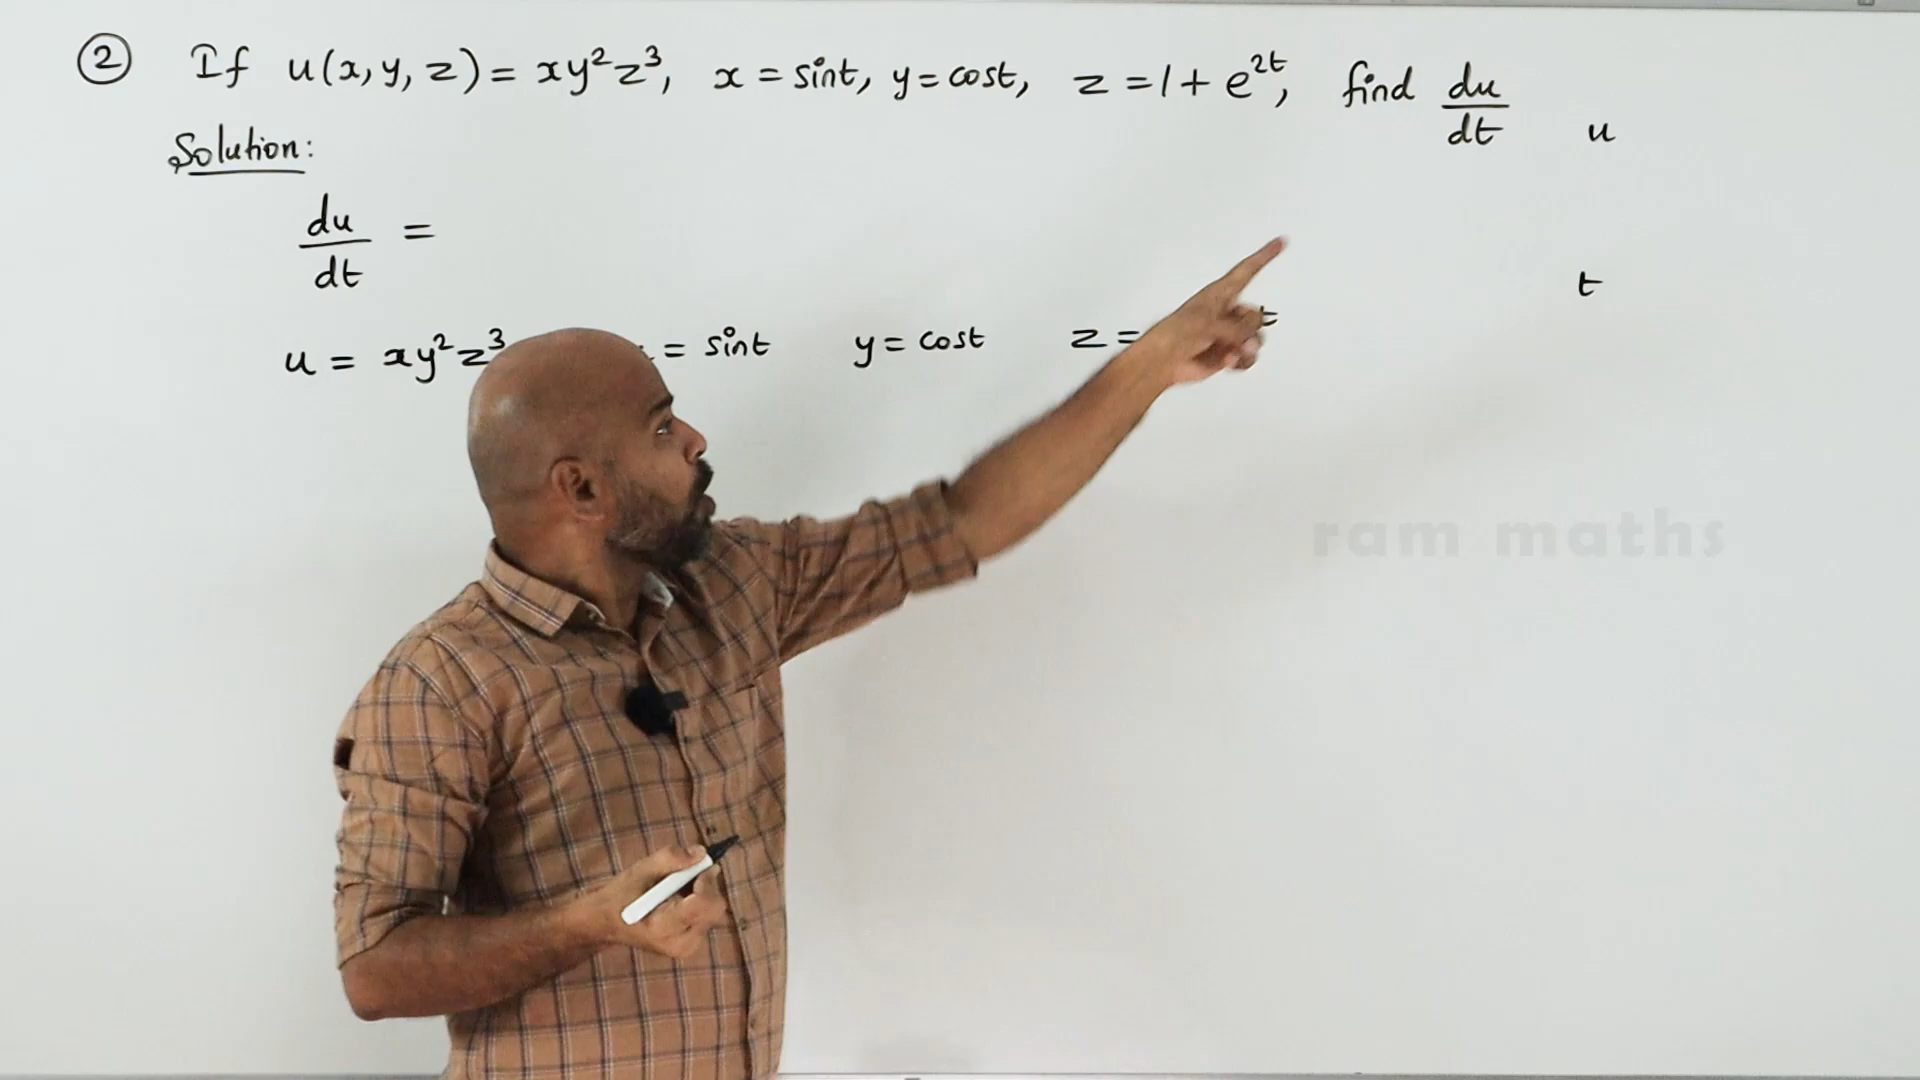 ② If u(x, y, z) = xy²z³, x = sint, y = cost, z = 1 + e²ᵗ, find du/dt
u
Solution:
du/dt =
t
u = xy²z³ = sint y = cost z =
ram maths